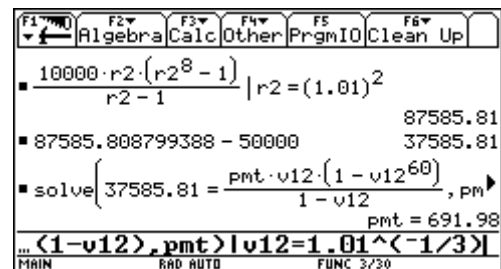 F1 F2 F3 F4 F5 F6
Algebra Calc Other PrgmIO Clean Up
▪ 10000·r2·(r2^8 − 1) / (r2 − 1) | r2 = (1.01)^2
87585.81
▪ 87585.808799388 − 50000 37585.81
▪ solve(37585.81 = pmt·v12·(1 − v12^60) / (1 − v12), pm▶
pmt = 691.98
…(1-v12),pmt)|v12=1.01^(⁻1/3)
MAIN RAD AUTO FUNC 3/30